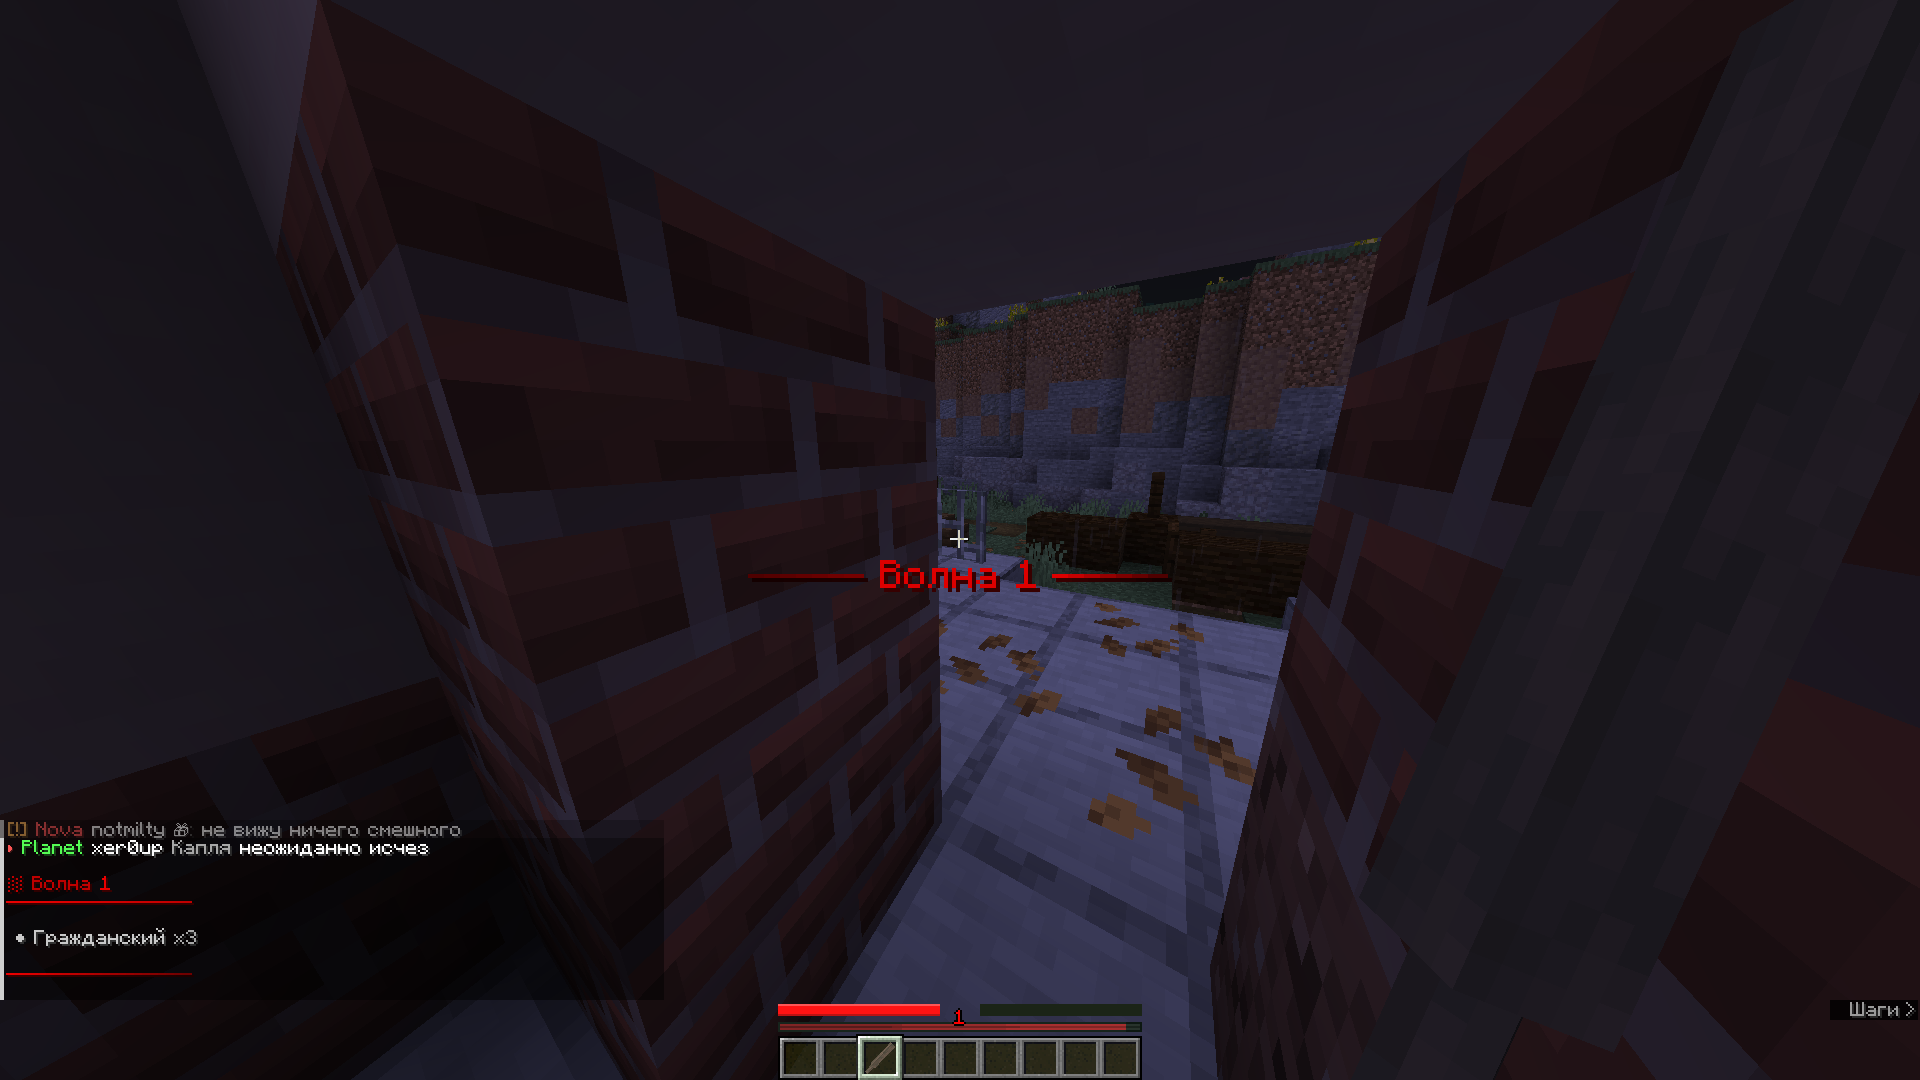 Волна 1
[!] Nova notmilty: не вижу ничего смешного
Planet xer0up Капля неожиданно исчез
Волна 1
• Гражданский x3
1
Шаги >